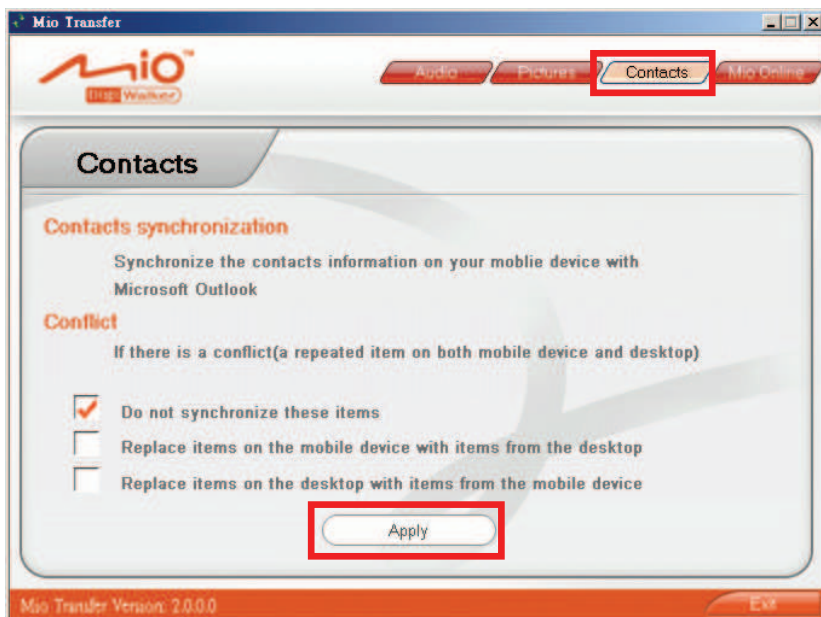 Mio Transfer
Mio™
Digi Walker
Audio Pictures Contacts Mio Online
Contacts
Contacts synchronization
Synchronize the contacts information on your moblie device with
Microsoft Outlook
Conflict
If there is a conflict(a repeated item on both mobile device and desktop)
Do not synchronize these items
Replace items on the mobile device with items from the desktop
Replace items on the desktop with items from the mobile device
Apply
Mio Transfer Version: 2.0.0.0 Exit